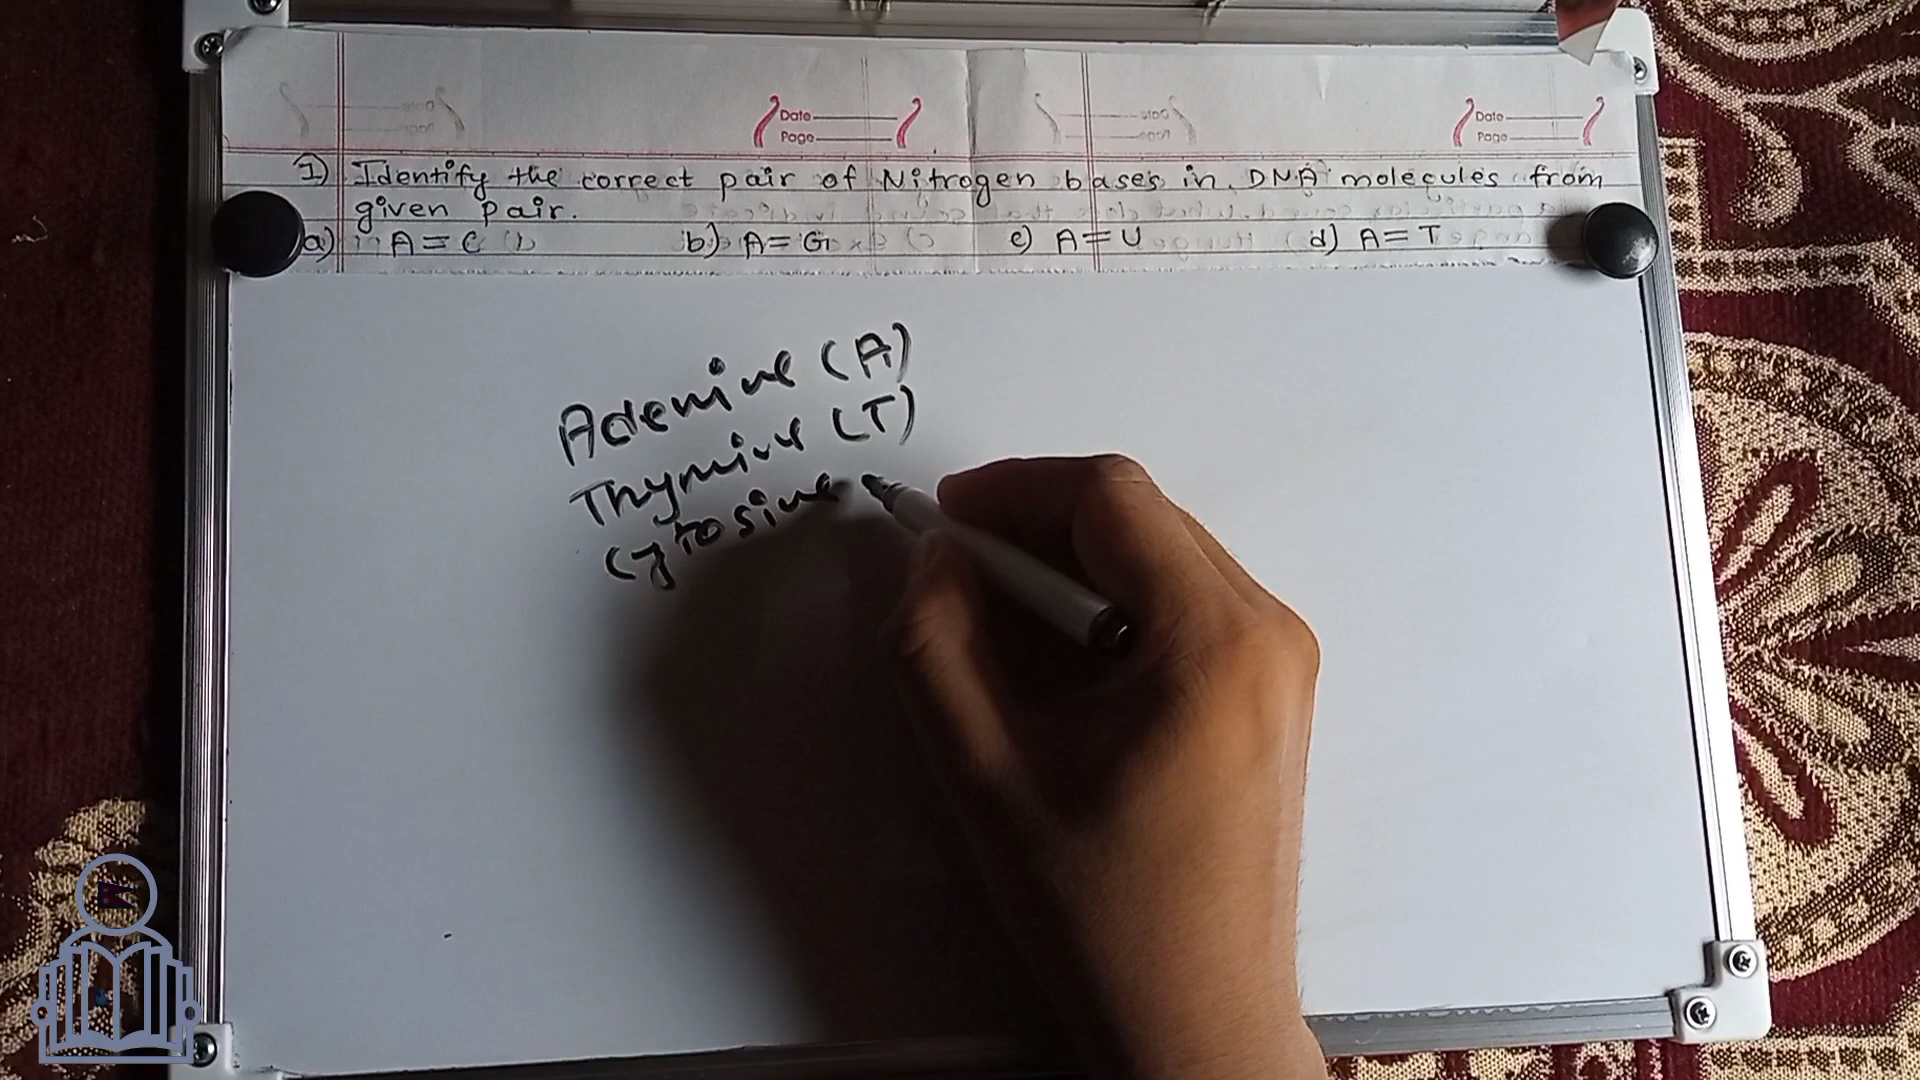 Date
Page
Date
Page
1) Identify the correct pair of Nitrogen bases in DNA molecules from
given pair.
a) A = C b) A = G c) A = U d) A = T
Adenine (A)
Thymine (T)
Cytosine